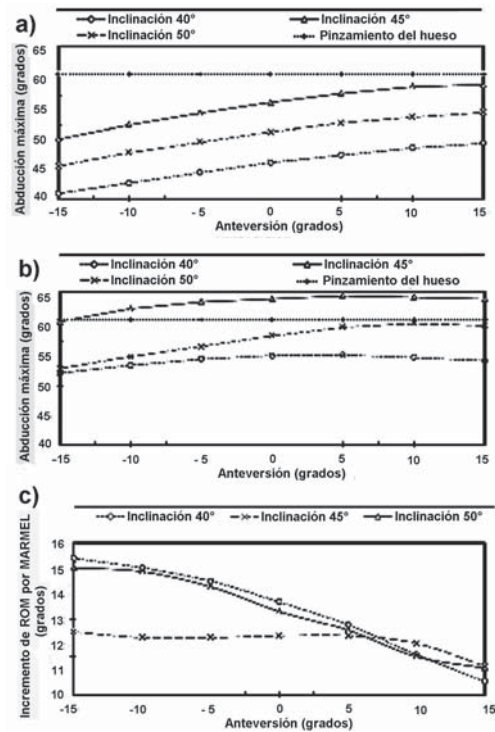 a)
Inclinación 40° Inclinación 45°
Inclinación 50° Pinzamiento del hueso
Abducción máxima (grados)
65
60
55
50
45
40
-15 -10 - 5 0 5 10 15
Anteversión (grados)
b)
Inclinación 40° Inclinación 45°
Inclinación 50° Pinzamiento del hueso
Abducción máxima (grados)
65
60
55
50
45
40
-15 -10 - 5 0 5 10 15
Anteversión (grados)
c)
Inclinación 40° Inclinación 45° Inclinación 50°
Incremento de ROM por MARMEL
(grados)
16
15
14
13
12
11
10
-15 -10 - 5 0 5 10 15
Anteversión (grados)